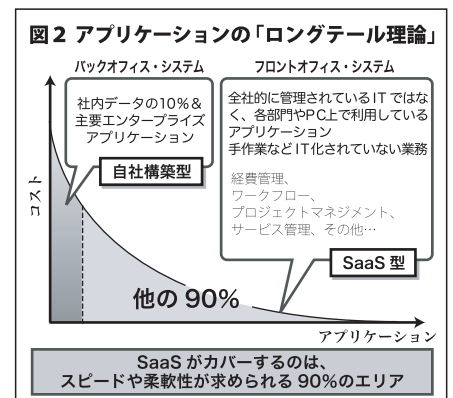 図2 アプリケーションの「ロングテール理論」
バックオフィス・システム
フロントオフィス・システム
社内データの10%&
主要エンタープライズ
アプリケーション
自社構築型
全社的に管理されているITではな
く、各部門やPC上で利用している
アプリケーション
手作業などIT化されていない業務
経費管理、
ワークフロー、
プロジェクトマネジメント、
サービス管理、その他…
SaaS型
コスト
他の90%
アプリケーション
SaaSがカバーするのは、
スピードや柔軟性が求められる90%のエリア